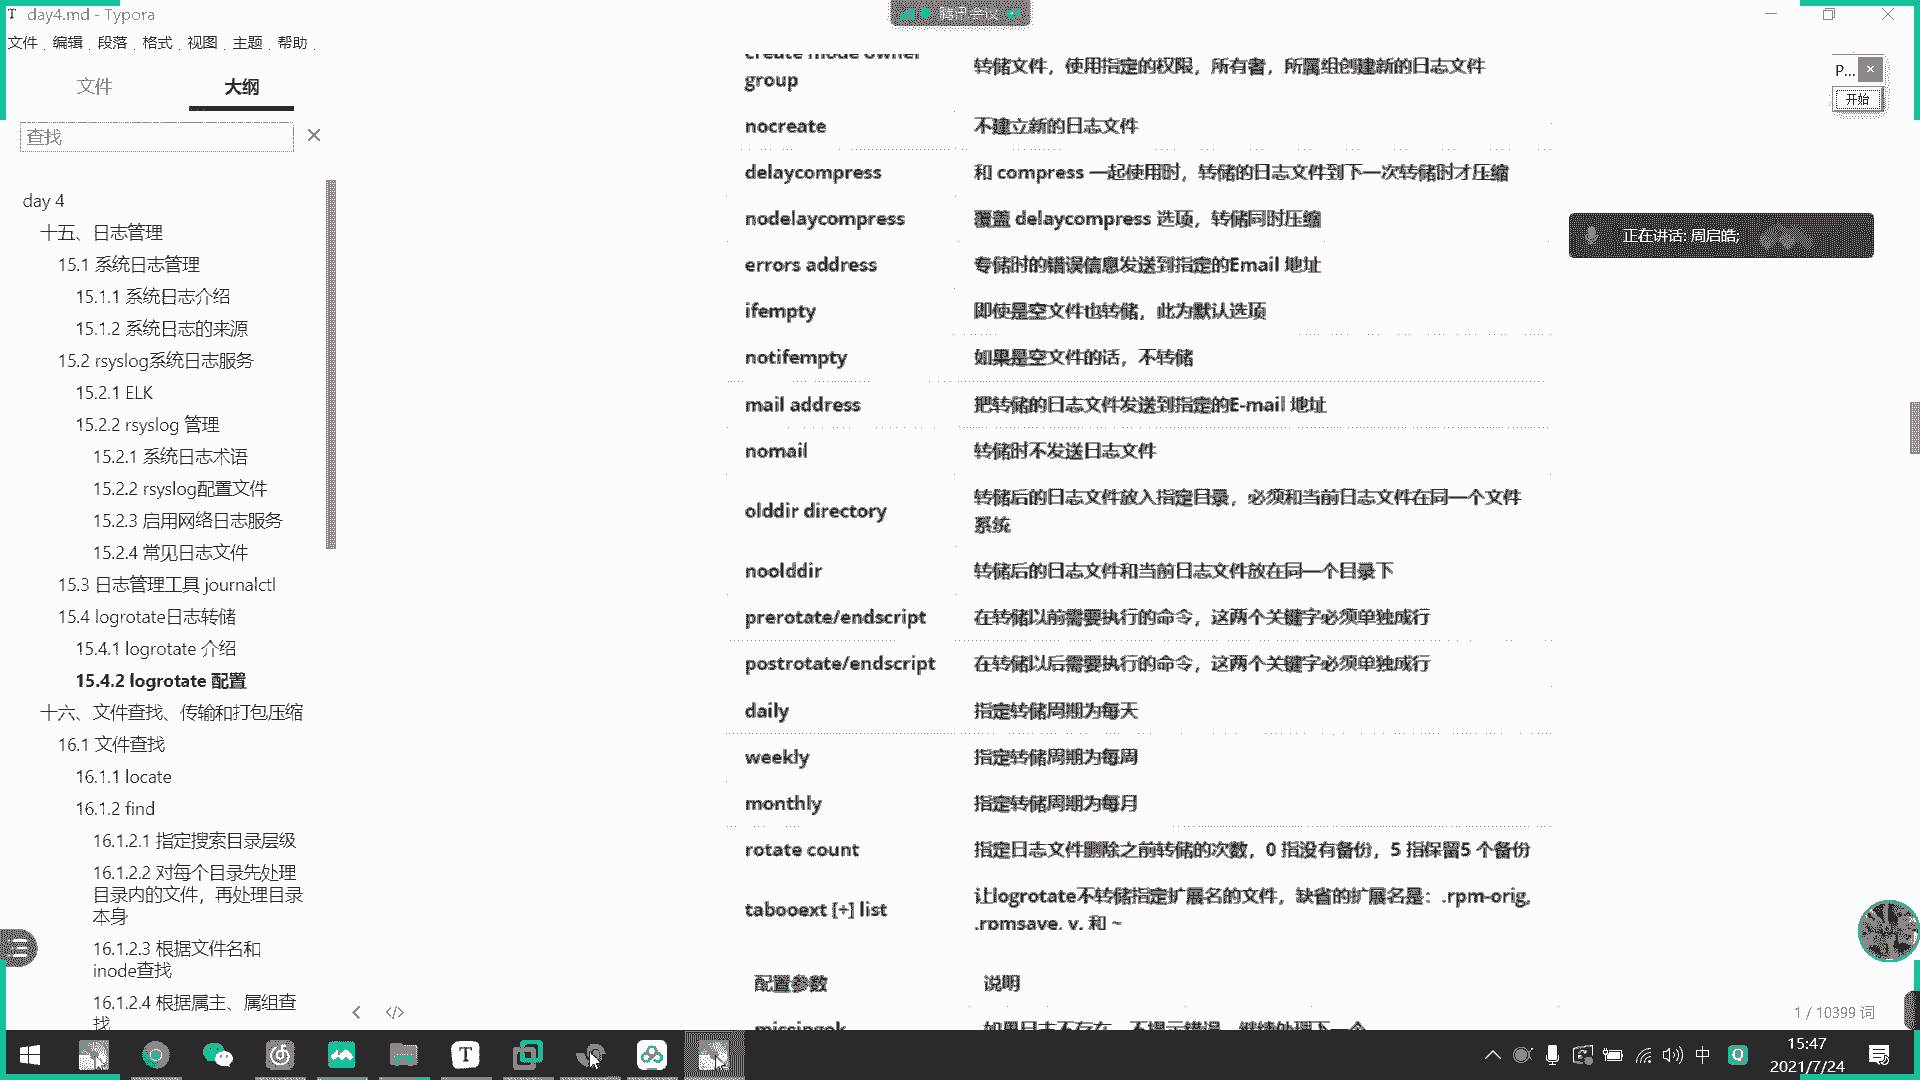 day4.md - Typora
腾讯会议
文件 编辑 段落 格式 视图 主题 帮助
文件 大纲
查找
day 4
十五、日志管理
15.1 系统日志管理
15.1.1 系统日志介绍
15.1.2 系统日志的来源
15.2 rsyslog系统日志服务
15.2.1 ELK
15.2.2 rsyslog 管理
15.2.1 系统日志术语
15.2.2 rsyslog配置文件
15.2.3 启用网络日志服务
15.2.4 常见日志文件
15.3 日志管理工具 journalctl
15.4 logrotate日志转储
15.4.1 logrotate 介绍
15.4.2 logrotate 配置
十六、文件查找、传输和打包压缩
16.1 文件查找
16.1.1 locate
16.1.2 find
16.1.2.1 指定搜索目录层级
16.1.2.2 对每个目录先处理
目录内的文件，再处理目录
本身
16.1.2.3 根据文件名和
inode查找
16.1.2.4 根据属主、属组查
找
create mode owner
group 转储文件，使用指定的权限，所有者，所属组创建新的日志文件
nocreate 不建立新的日志文件
delaycompress 和 compress 一起使用时，转储的日志文件到下一次转储时才压缩
nodelaycompress 覆盖 delaycompress 选项，转储同时压缩
errors address 专储时的错误信息发送到指定的Email 地址
ifempty 即使是空文件也转储，此为默认选项
notifempty 如果是空文件的话，不转储
mail address 把转储的日志文件发送到指定的E-mail 地址
nomail 转储时不发送日志文件
olddir directory 转储后的日志文件放入指定目录，必须和当前日志文件在同一个文件
系统
noolddir 转储后的日志文件和当前日志文件放在同一个目录下
prerotate/endscript 在转储以前需要执行的命令，这两个关键字必须单独成行
postrotate/endscript 在转储以后需要执行的命令，这两个关键字必须单独成行
daily 指定转储周期为每天
weekly 指定转储周期为每周
monthly 指定转储周期为每月
rotate count 指定日志文件删除之前转储的次数，0 指没有备份，5 指保留5 个备份
tabooext [+] list 让logrotate不转储指定扩展名的文件，缺省的扩展名是：.rpm-orig,
.rpmsave, v, 和 ~
配置参数 说明
missingok 如果日志不存在，不提示错误，继续处理下一个
P...
开始
正在讲话: 周启皓;
1 / 10399 词
中
15:47
2021/7/24